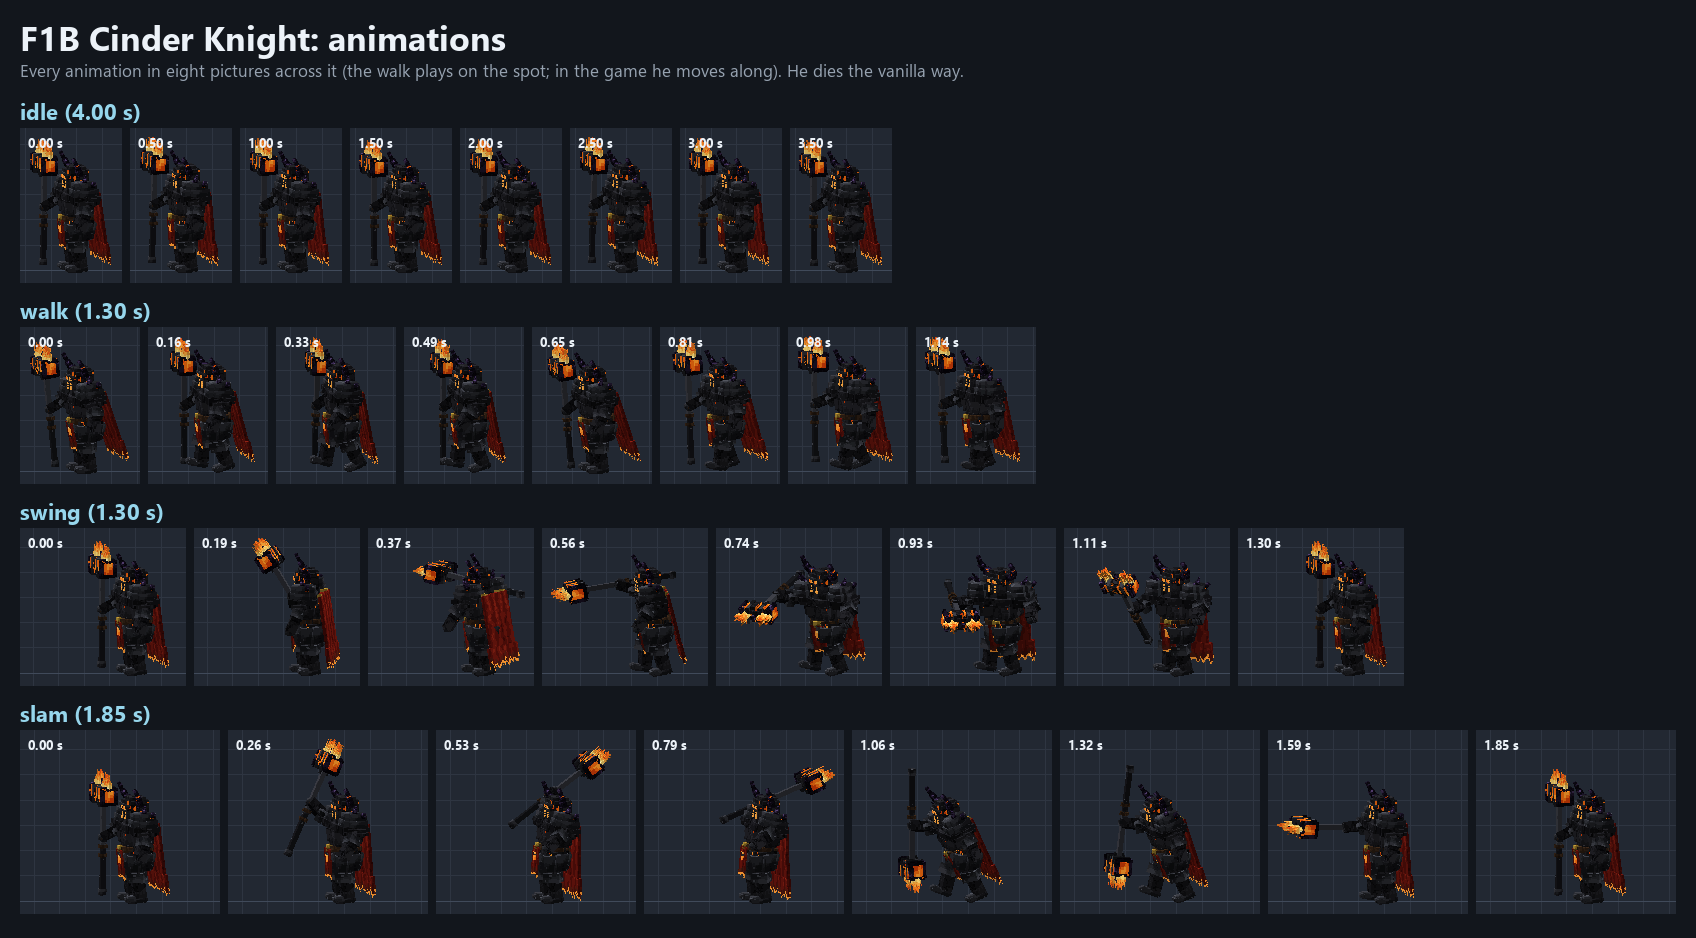 F1B Cinder Knight: animations
Every animation in eight pictures across it (the walk plays on the spot; in the game he moves along). He dies the vanilla way.
idle (4.00 s)
0.00 s 0.50 s 1.00 s 1.50 s 2.00 s 2.50 s 3.00 s 3.50 s
walk (1.30 s)
0.00 s 0.16 s 0.33 s 0.49 s 0.65 s 0.81 s 0.98 s 1.14 s
swing (1.30 s)
0.00 s 0.19 s 0.37 s 0.56 s 0.74 s 0.93 s 1.11 s 1.30 s
slam (1.85 s)
0.00 s 0.26 s 0.53 s 0.79 s 1.06 s 1.32 s 1.59 s 1.85 s